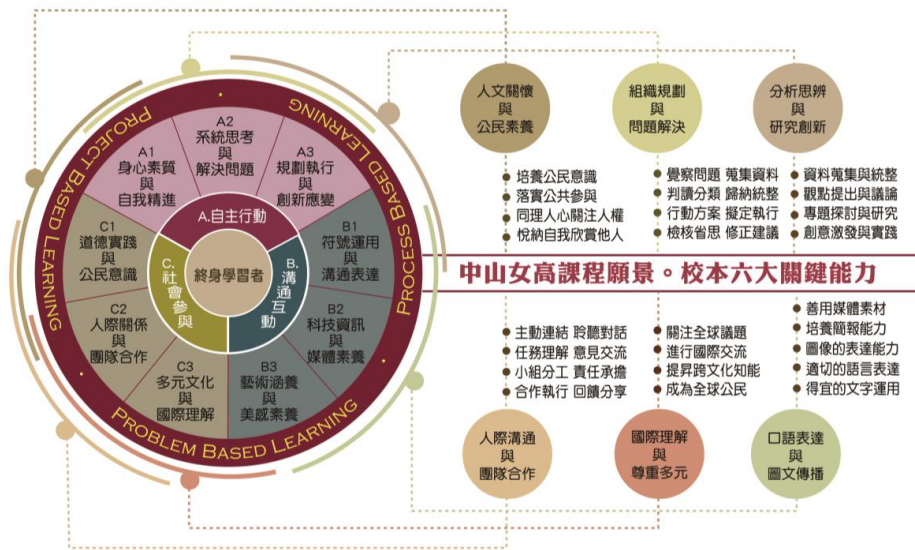 PROJECT BASED LEARNING
PROCESS BASED LEARNING
PROBLEM BASED LEARNING
A1
身心素質
與
自我精進
A2
系統思考
與
解決問題
A3
規劃執行
與
創新應變
B1
符號運用
與
溝通表達
B2
科技資訊
與
媒體素養
B3
藝術涵養
與
美感素養
C3
多元文化
與
國際理解
C2
人際關係
與
團隊合作
C1
道德實踐
與
公民意識
A.自主行動
B.溝通互動
C.社會參與
終身學習者
人文關懷
與
公民素養
• 培養公民意識
• 落實公共參與
• 同理人心關注人權
• 悅納自我欣賞他人
組織規劃
與
問題解決
• 覺察問題 蒐集資料
• 判讀分類 歸納統整
• 行動方案 擬定執行
• 檢核省思 修正建議
分析思辨
與
研究創新
• 資料蒐集與統整
• 觀點提出與議論
• 專題探討與研究
• 創意激發與實踐
中山女高課程願景。校本六大關鍵能力
• 主動連結 聆聽對話
• 任務理解 意見交流
• 小組分工 責任承擔
• 合作執行 回饋分享
人際溝通
與
團隊合作
• 關注全球議題
• 進行國際交流
• 提昇跨文化知能
• 成為全球公民
國際理解
與
尊重多元
• 善用媒體素材
• 培養簡報能力
• 圖像的表達能力
• 適切的語言表達
• 得宜的文字運用
口語表達
與
圖文傳播